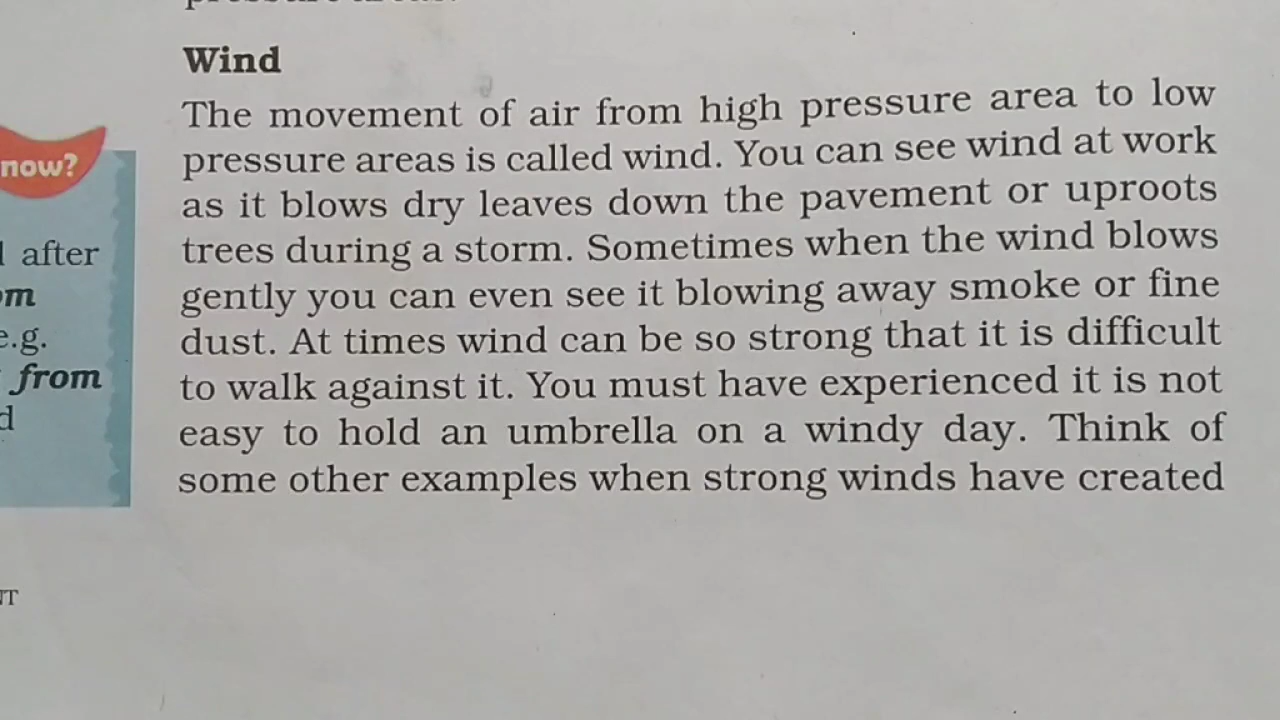 Wind
The movement of air from high pressure area to low
pressure areas is called wind. You can see wind at work
as it blows dry leaves down the pavement or uproots
trees during a storm. Sometimes when the wind blows
gently you can even see it blowing away smoke or fine
dust. At times wind can be so strong that it is difficult
to walk against it. You must have experienced it is not
easy to hold an umbrella on a windy day. Think of
some other examples when strong winds have created
now?
after
e.g.
from